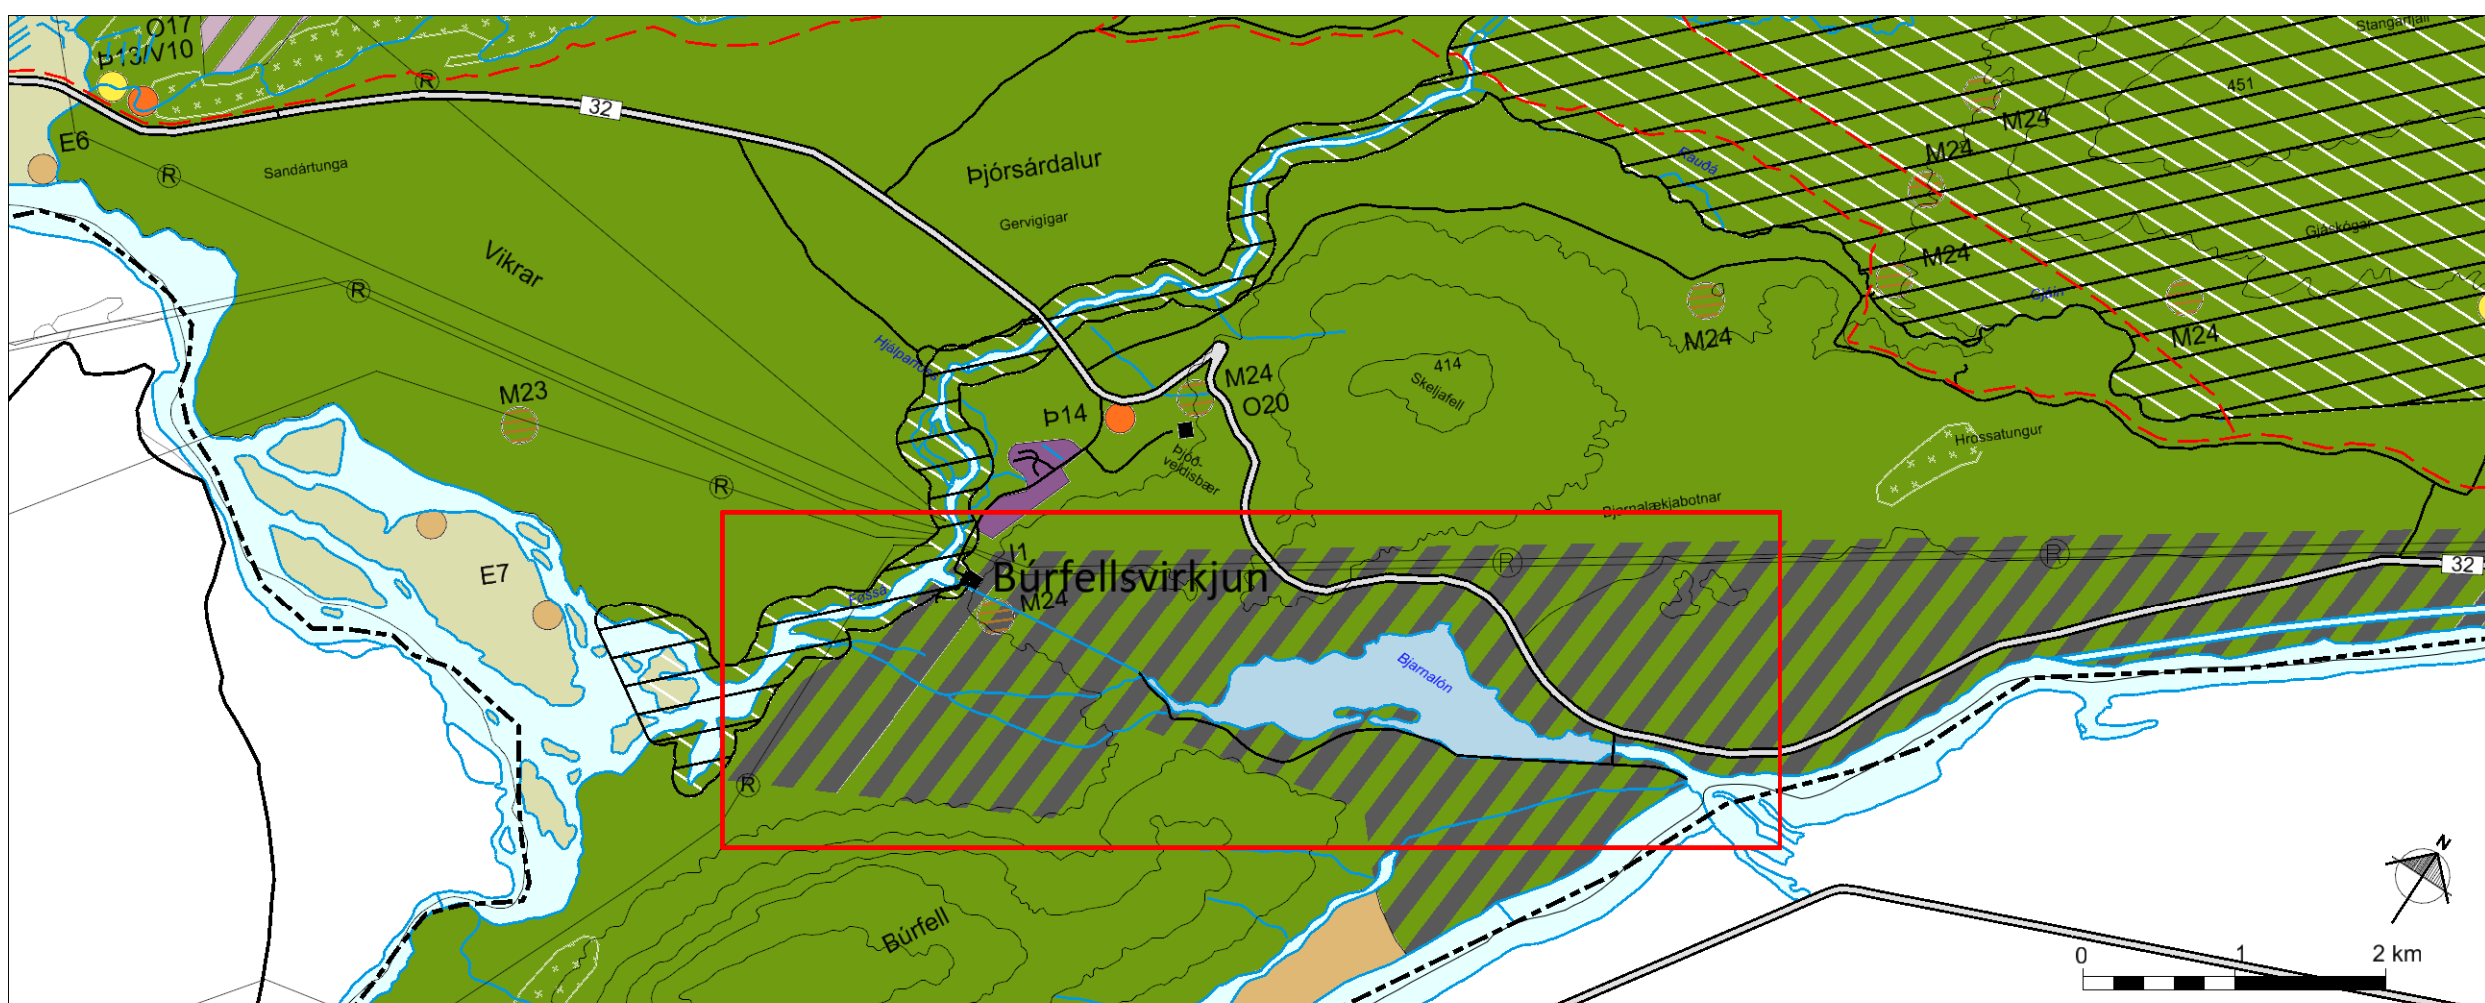 O17
Þ13/V10
R
32
E6
Sandártunga
R
Vikrar
R
Þjórsárdalur
Gervigígar
Stangarfjall
451
M24
M24
Rauðá
M24
Gjáskógar
Gjáin
M24
M24
Hjálparfoss
M23
Þ14
M24
O20
414
Skeljafell
Þjóð-
veldisbær
Hrossatungur
R
Bjarnalækjabotnar
E7
I1
Búrfellsvirkjun
R
R
32
M24
Fossá
Bjarnalón
R
Búrfell
N
0
1
2 km